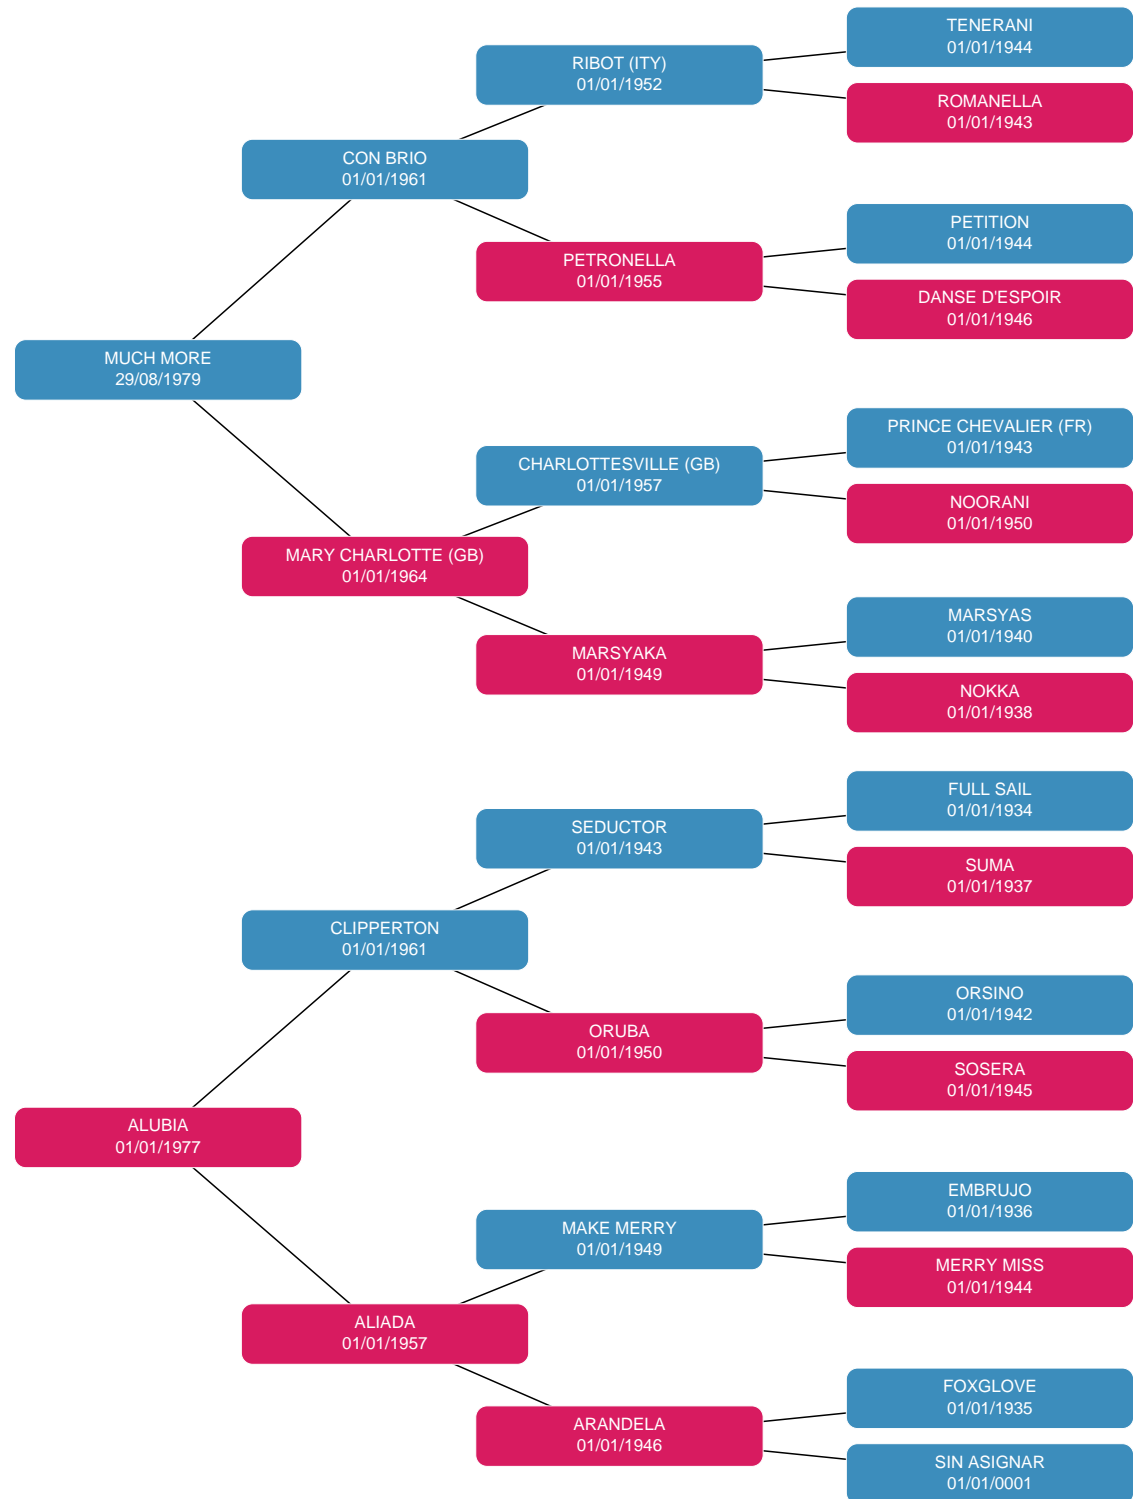 TENERANI
01/01/1944
RIBOT (ITY)
01/01/1952
ROMANELLA
01/01/1943
CON BRIO
01/01/1961
PETITION
01/01/1944
PETRONELLA
01/01/1955
DANSE D'ESPOIR
01/01/1946
MUCH MORE
29/08/1979
PRINCE CHEVALIER (FR)
01/01/1943
CHARLOTTESVILLE (GB)
01/01/1957
NOORANI
01/01/1950
MARY CHARLOTTE (GB)
01/01/1964
MARSYAS
01/01/1940
MARSYAKA
01/01/1949
NOKKA
01/01/1938
FULL SAIL
01/01/1934
SEDUCTOR
01/01/1943
SUMA
01/01/1937
CLIPPERTON
01/01/1961
ORSINO
01/01/1942
ORUBA
01/01/1950
SOSERA
01/01/1945
ALUBIA
01/01/1977
EMBRUJO
01/01/1936
MAKE MERRY
01/01/1949
MERRY MISS
01/01/1944
ALIADA
01/01/1957
FOXGLOVE
01/01/1935
ARANDELA
01/01/1946
SIN ASIGNAR
01/01/0001